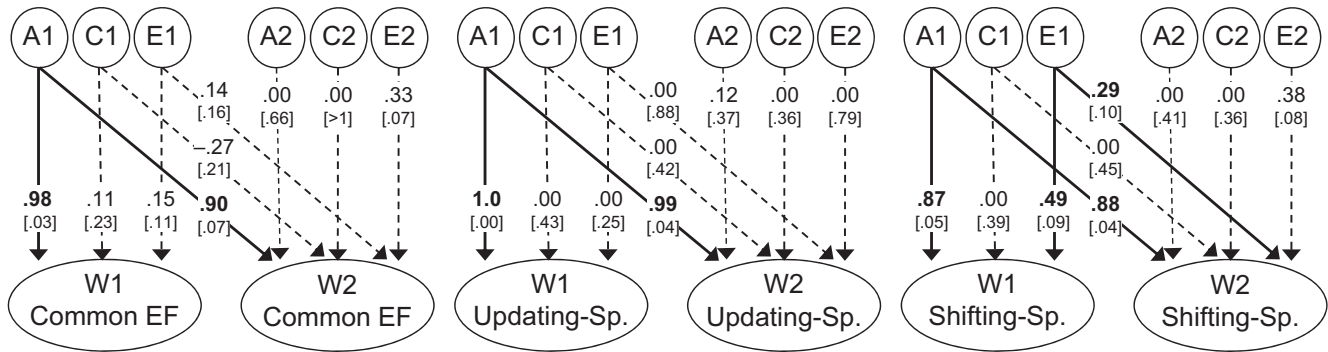 A1 C1 E1 A2 C2 E2 A1 C1 E1 A2 C2 E2 A1 C1 E1 A2 C2 E2
.14 .00 .00 .33 .00 .12 .00 .00 .29 .00 .00 .38
[.16] [.66] [>1] [.07] [.88] [.37] [.36] [.79] [.10] [.41] [.36] [.08]
–.27 .00 .00
[.21] [.42] [.45]
.98 .11 .15 .90 1.0 .00 .00 .99 .87 .00 .49 .88
[.03] [.23] [.11] [.07] [.00] [.43] [.25] [.04] [.05] [.39] [.09] [.04]
W1 W2 W1 W2 W1 W2
Common EF Common EF Updating-Sp. Updating-Sp. Shifting-Sp. Shifting-Sp.